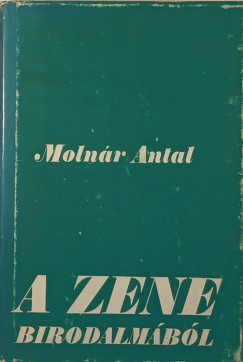 Molnár Antal
A ZENE
BIRODALMÁBÓL